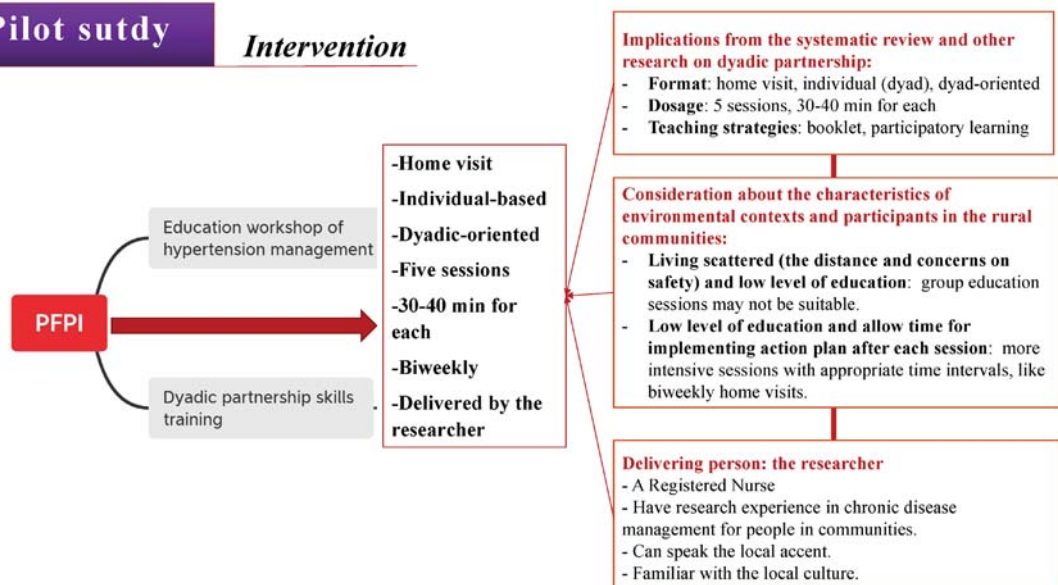 Pilot sutdy
Intervention
PFPI
Education workshop of
hypertension management
Dyadic partnership skills
training
-Home visit
-Individual-based
-Dyadic-oriented
-Five sessions
-30-40 min for
each
-Biweekly
-Delivered by the
researcher
Implications from the systematic review and other
research on dyadic partnership:
- Format: home visit, individual (dyad), dyad-oriented
- Dosage: 5 sessions, 30-40 min for each
- Teaching strategies: booklet, participatory learning
Consideration about the characteristics of
environmental contexts and participants in the rural
communities:
- Living scattered (the distance and concerns on
safety) and low level of education: group education
sessions may not be suitable.
- Low level of education and allow time for
implementing action plan after each session: more
intensive sessions with appropriate time intervals, like
biweekly home visits.
Delivering person: the researcher
- A Registered Nurse
- Have research experience in chronic disease
management for people in communities.
- Can speak the local accent.
- Familiar with the local culture.